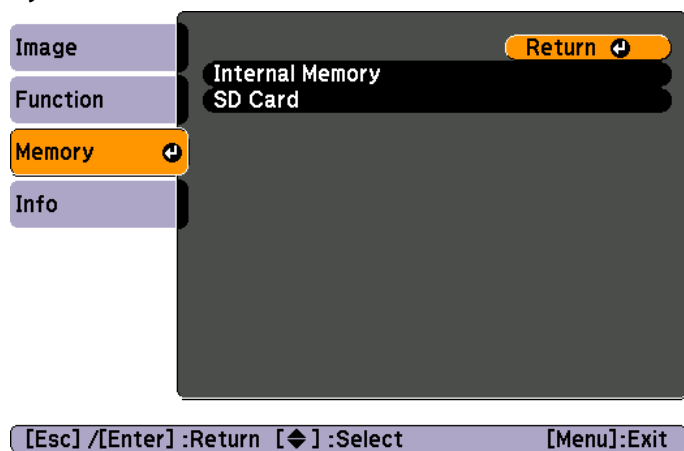 Image
Function
Memory
Info
Return
Internal Memory
SD Card
[Esc] /[Enter] :Return [◆] :Select [Menu]:Exit